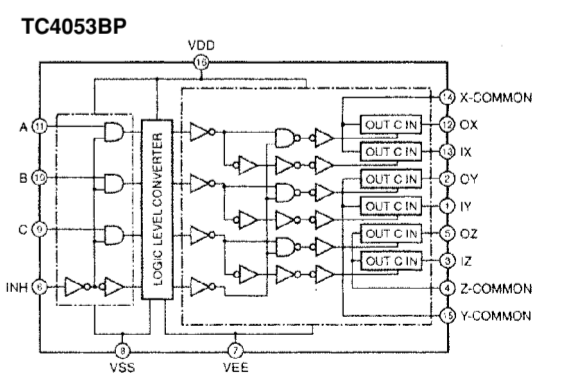 TC4053BP
VDD
16
14 X-COMMON
A 11
OUT C IN 12 OX
OUT C IN 13 IX
B 10
OUT C IN 2 OY
LOGIC LEVEL CONVERTER
OUT C IN 1 IY
C 9
OUT C IN 5 OZ
OUT C IN 3 IZ
INH 6
4 Z-COMMON
15 Y-COMMON
8 7
VSS VEE